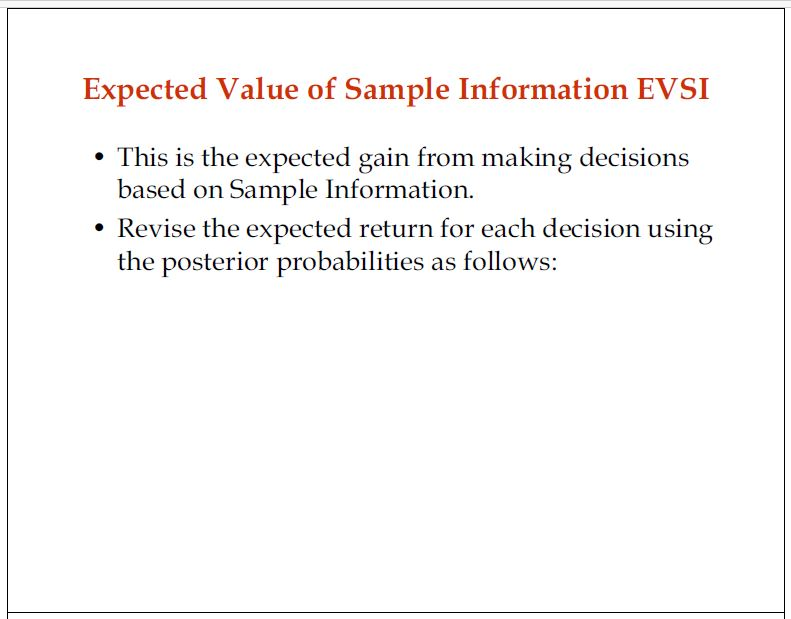 Expected Value of Sample Information EVSI
• This is the expected gain from making decisions
based on Sample Information.
• Revise the expected return for each decision using
the posterior probabilities as follows: